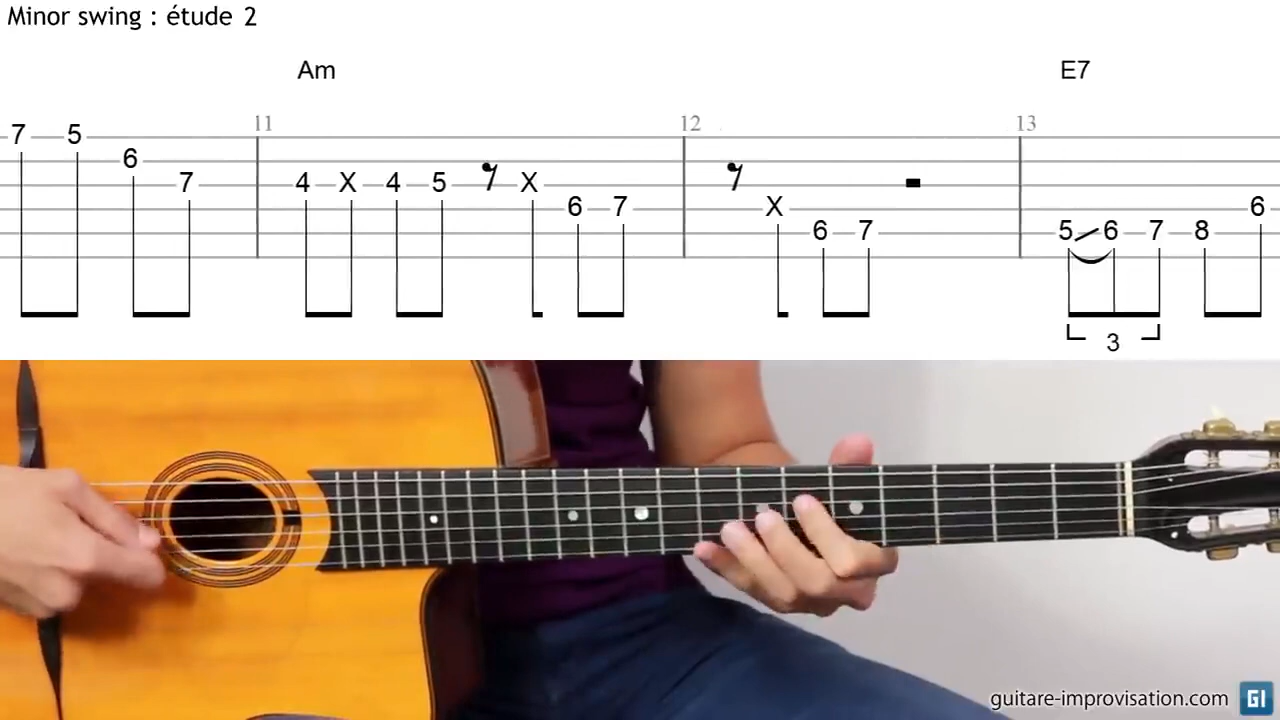 Minor swing : étude 2
Am E7
11 12 13
7 5 6 7 4 X 4 5 X 6 7 X 6 7 5 6 7 8 6
3
guitare-improvisation.com GI